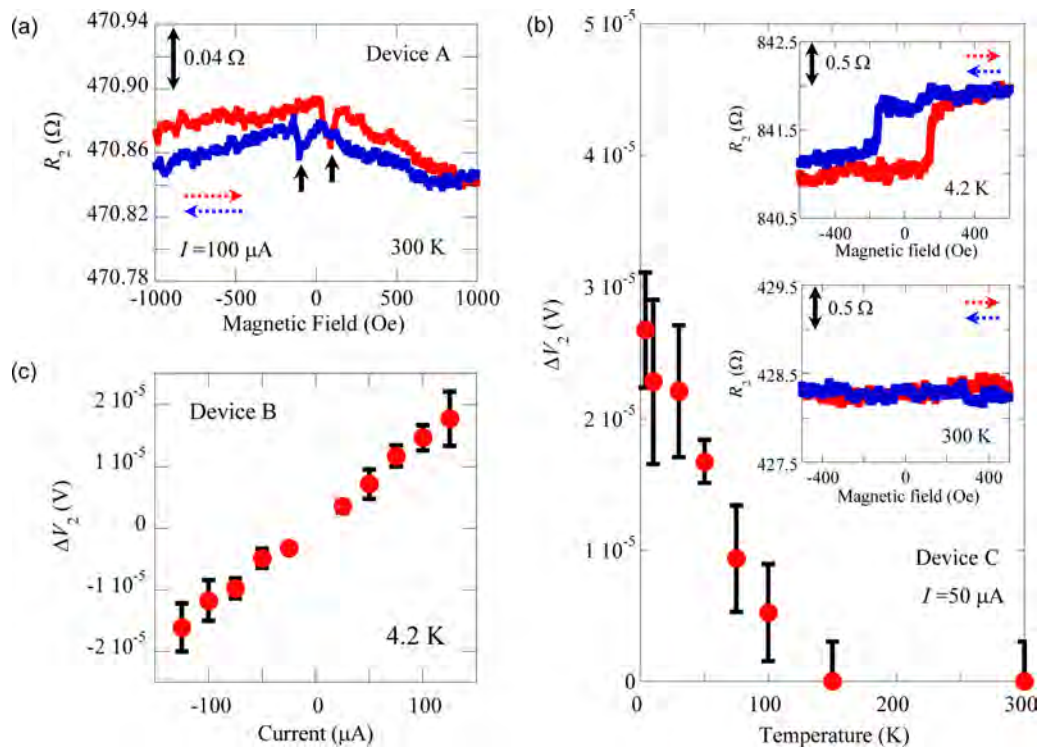 (a)
470.94
0.04 Ω
Device A
470.90
R2 (Ω)
470.86
470.82
I =100 μA
300 K
470.78
-1000 -500 0 500 1000
Magnetic Field (Oe)
(b)
5 10-5
4 10-5
3 10-5
ΔV2 (V)
2 10-5
1 10-5
0
0 100 200 300
Temperature (K)
Device C
I =50 μA
842.5
0.5 Ω
R2 (Ω)
841.5
4.2 K
840.5
-400 0 400
Magnetic field (Oe)
429.5
0.5 Ω
R2 (Ω)
428.5
300 K
427.5
-400 0 400
Magnetic field (Oe)
(c)
2 10-5
Device B
1 10-5
ΔV2 (V)
0
-1 10-5
4.2 K
-2 10-5
-100 0 100
Current (μA)